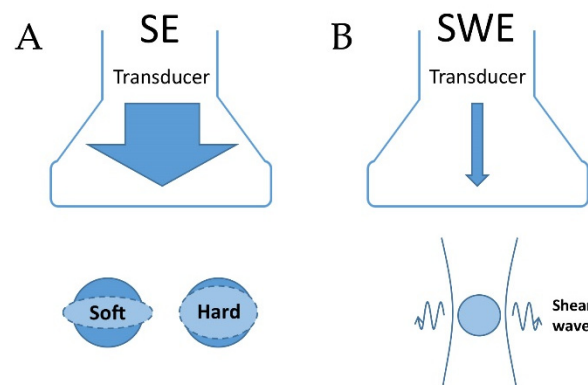 A
SE
Transducer
Soft
Hard
B
SWE
Transducer
Shear
wave